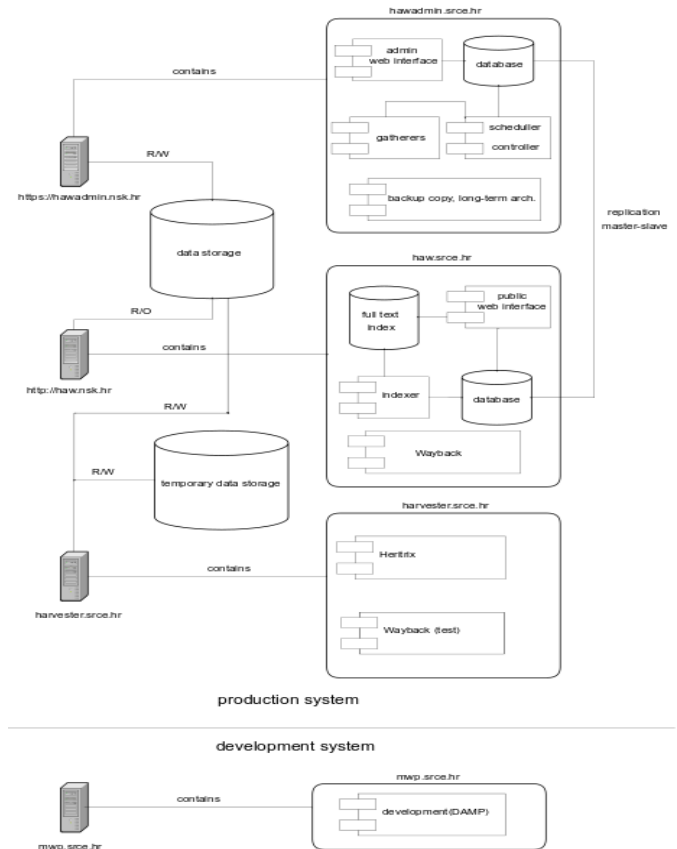 hawadmin.srce.hr
admin
web interface
database
contains
gatherers
scheduller
controller
R/W
https://hawadmin.nsk.hr
backup copy, long-term arch.
replication
master-slave
data storage
haw.srce.hr
full text
index
public
web interface
R/O
contains
http://haw.nsk.hr
indexer
database
R/W
Wayback
R/W
temporary data storage
harvester.srce.hr
Heritrix
contains
harvester.srce.hr
Wayback (test)
production system
development system
mwp.srce.hr
contains
development(DAMP)
mwp.srce.hr